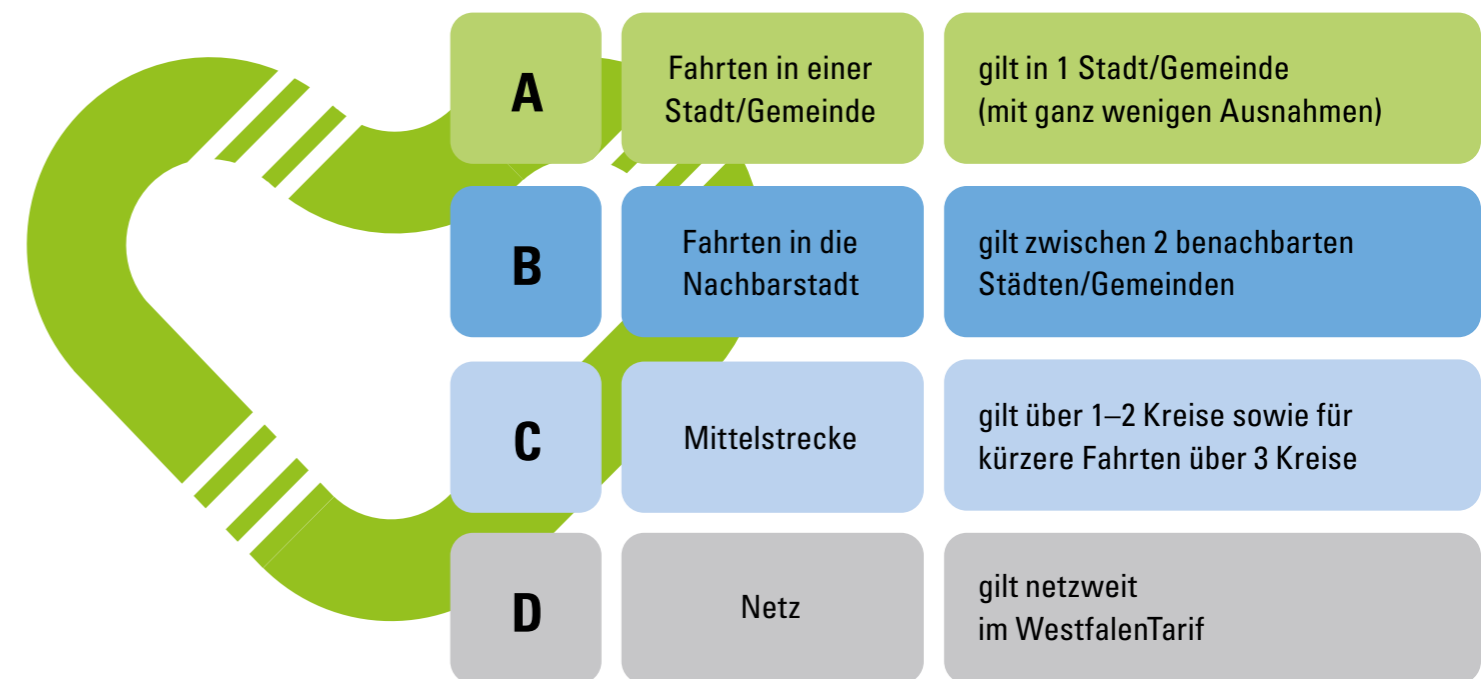 A
Fahrten in einer
Stadt/Gemeinde
gilt in 1 Stadt/Gemeinde
(mit ganz wenigen Ausnahmen)
B
Fahrten in die
Nachbarstadt
gilt zwischen 2 benachbarten
Städten/Gemeinden
C
Mittelstrecke
gilt über 1–2 Kreise sowie für
kürzere Fahrten über 3 Kreise
D
Netz
gilt netzweit
im WestfalenTarif